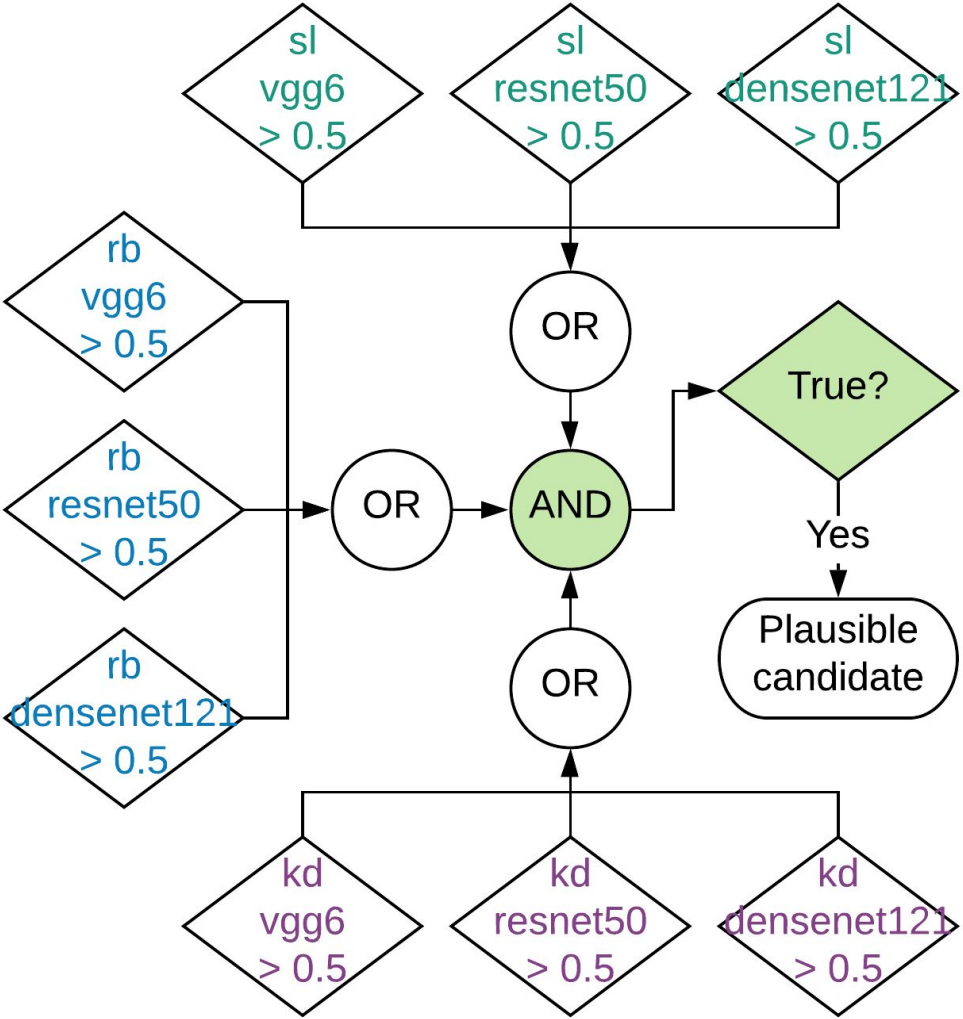 sl
vgg6
> 0.5
sl
resnet50
> 0.5
sl
densenet121
> 0.5
rb
vgg6
> 0.5
OR
True?
rb
resnet50
> 0.5
OR
AND
Yes
Plausible
candidate
rb
densenet121
> 0.5
OR
kd
vgg6
> 0.5
kd
resnet50
> 0.5
kd
densenet121
> 0.5